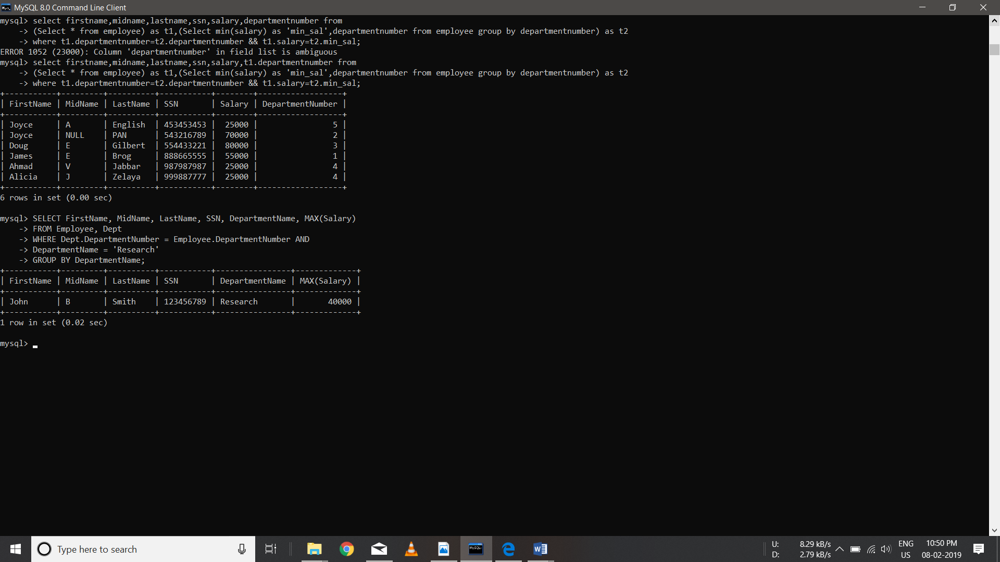 MySQL 8.0 Command Line Client
mysql> select firstname,midname,lastname,ssn,salary,departmentnumber from
    -> (Select * from employee) as t1,(Select min(salary) as 'min_sal',departmentnumber from employee group by departmentnumber) as t2
    -> where t1.departmentnumber=t2.departmentnumber && t1.salary=t2.min_sal;
ERROR 1052 (23000): Column 'departmentnumber' in field list is ambiguous
mysql> select firstname,midname,lastname,ssn,salary,t1.departmentnumber from
    -> (Select * from employee) as t1,(Select min(salary) as 'min_sal',departmentnumber from employee group by departmentnumber) as t2
    -> where t1.departmentnumber=t2.departmentnumber && t1.salary=t2.min_sal;
+-----------+---------+----------+-----------+--------+------------------+
| FirstName | MidName | LastName | SSN       | Salary | DepartmentNumber |
+-----------+---------+----------+-----------+--------+------------------+
| Joyce     | A       | English  | 453453453 |  25000 |                5 |
| Joyce     | NULL    | PAN      | 543216789 |  70000 |                2 |
| Doug      | E       | Gilbert  | 554433221 |  80000 |                3 |
| James     | E       | Brog     | 888665555 |  55000 |                1 |
| Ahmad     | V       | Jabbar   | 987987987 |  25000 |                4 |
| Alicia    | J       | Zelaya   | 999887777 |  25000 |                4 |
+-----------+---------+----------+-----------+--------+------------------+
6 rows in set (0.00 sec)
mysql> SELECT FirstName, MidName, LastName, SSN, DepartmentName, MAX(Salary)
    -> FROM Employee, Dept
    -> WHERE Dept.DepartmentNumber = Employee.DepartmentNumber AND
    -> DepartmentName = 'Research'
    -> GROUP BY DepartmentName;
+-----------+---------+----------+-----------+----------------+-------------+
| FirstName | MidName | LastName | SSN       | DepartmentName | MAX(Salary) |
+-----------+---------+----------+-----------+----------------+-------------+
| John      | B       | Smith    | 123456789 | Research       |       40000 |
+-----------+---------+----------+-----------+----------------+-------------+
1 row in set (0.02 sec)
mysql>
Type here to search
MySQL
U: 8.29 kB/s
D: 2.79 kB/s
ENG
US
10:50 PM
08-02-2019